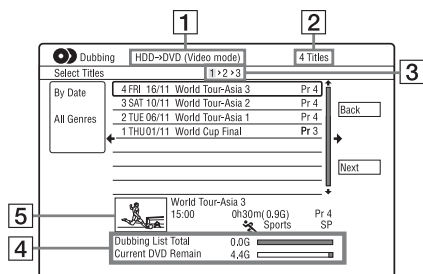 1 2
Dubbing HDD→DVD (Video mode) 4 Titles
Select Titles 1 › 2 › 3 3
By Date
All Genres
4 FRI 16/11 World Tour-Asia 3 Pr 4
3 SAT 10/11 World Tour-Asia 2 Pr 4
2 TUE 06/11 World Tour-Asia 1 Pr 4
1 THU 01/11 World Cup Final Pr 3
Back
Next
5 World Tour-Asia 3
15:00 0h30m(0.9G) Pr 4
Sports SP
4 Dubbing List Total 0.0G
Current DVD Remain 4,4G